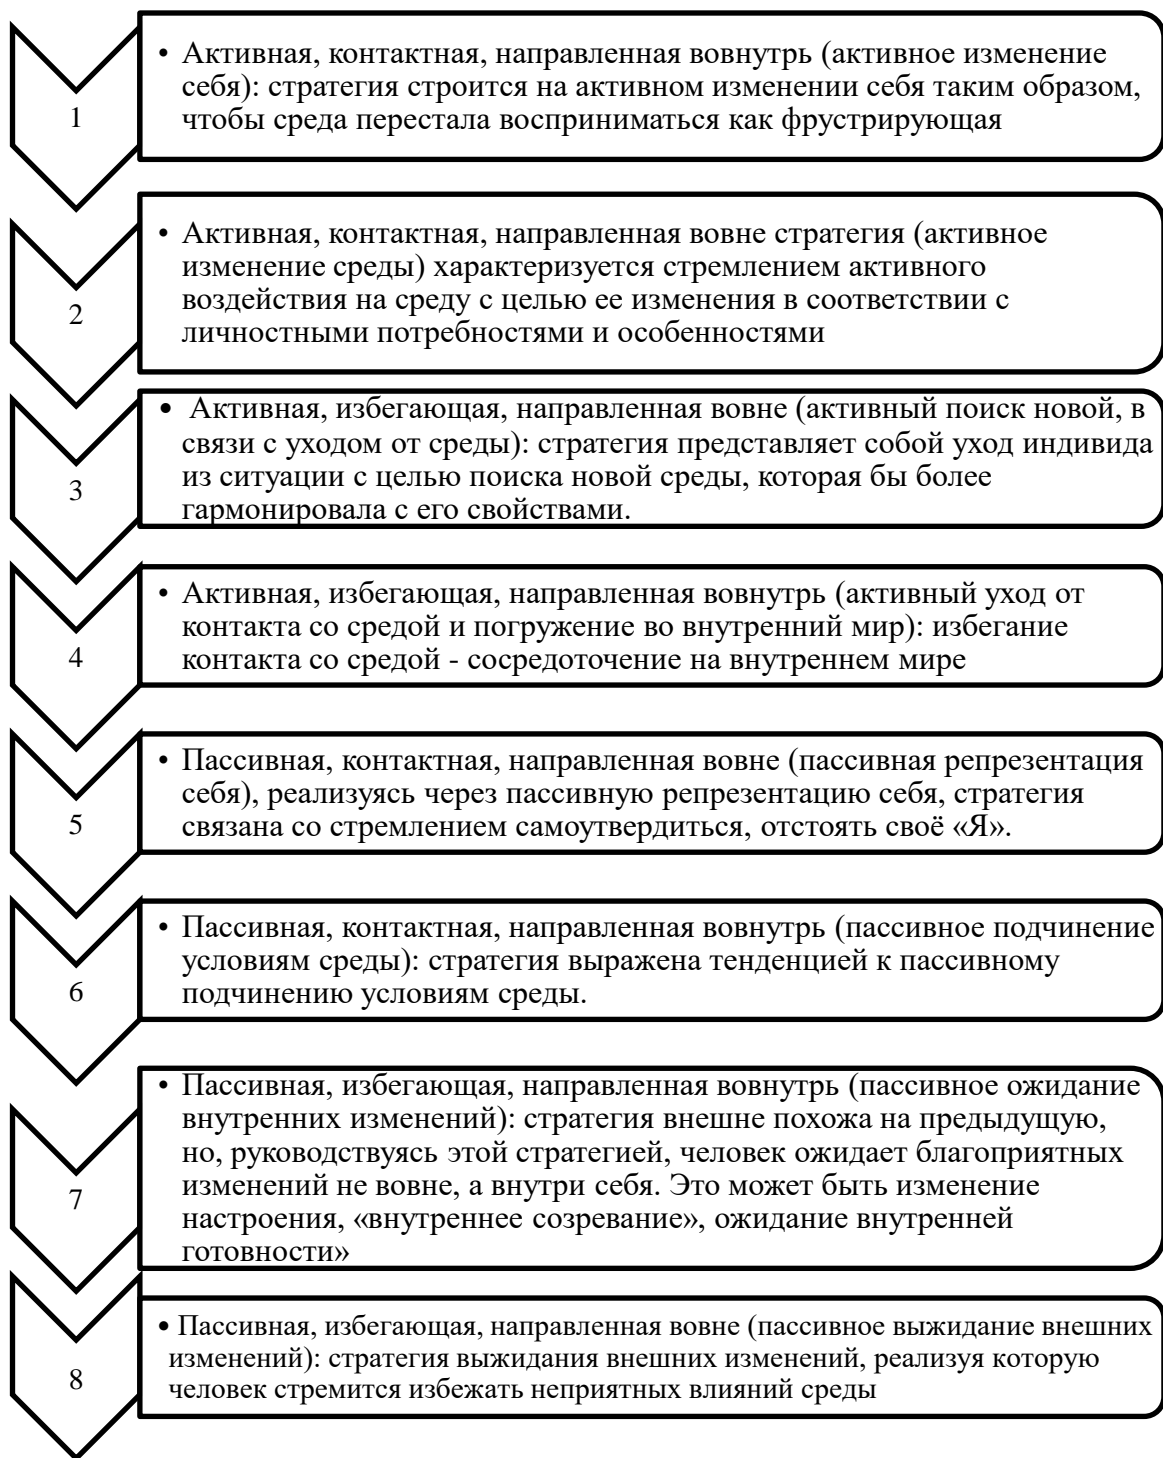 1
• Активная, контактная, направленная вовнутрь (активное изменение
себя): стратегия строится на активном изменении себя таким образом,
чтобы среда перестала восприниматься как фрустрирующая
2
• Активная, контактная, направленная вовне стратегия (активное
изменение среды) характеризуется стремлением активного
воздействия на среду с целью ее изменения в соответствии с
личностными потребностями и особенностями
3
• Активная, избегающая, направленная вовне (активный поиск новой, в
связи с уходом от среды): стратегия представляет собой уход индивида
из ситуации с целью поиска новой среды, которая бы более
гармонировала с его свойствами.
4
• Активная, избегающая, направленная вовнутрь (активный уход от
контакта со средой и погружение во внутренний мир): избегание
контакта со средой - сосредоточение на внутреннем мире
5
• Пассивная, контактная, направленная вовне (пассивная репрезентация
себя), реализуясь через пассивную репрезентацию себя, стратегия
связана со стремлением самоутвердиться, отстоять своё «Я».
6
• Пассивная, контактная, направленная вовнутрь (пассивное подчинение
условиям среды): стратегия выражена тенденцией к пассивному
подчинению условиям среды.
7
• Пассивная, избегающая, направленная вовнутрь (пассивное ожидание
внутренних изменений): стратегия внешне похожа на предыдущую,
но, руководствуясь этой стратегией, человек ожидает благоприятных
изменений не вовне, а внутри себя. Это может быть изменение
настроения, «внутреннее созревание», ожидание внутренней
готовности»
8
• Пассивная, избегающая, направленная вовне (пассивное выжидание внешних
изменений): стратегия выжидания внешних изменений, реализуя которую
человек стремится избежать неприятных влияний среды